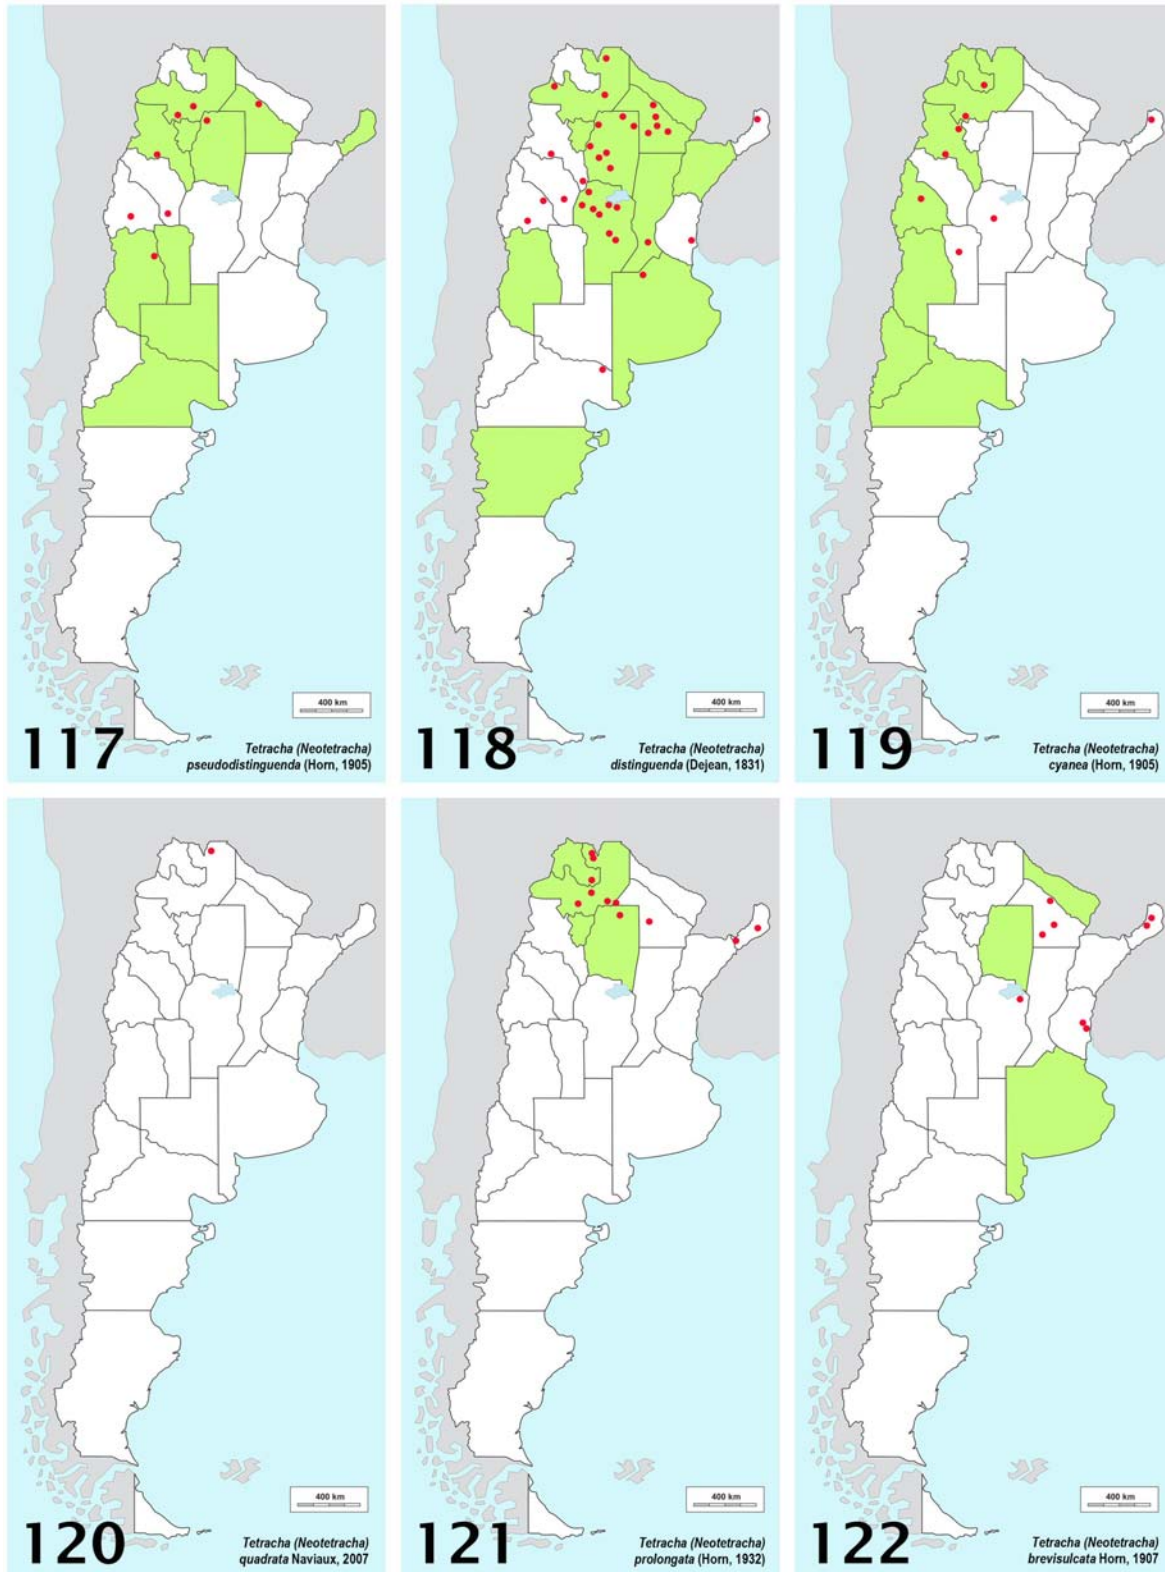 400 km
117
Tetracha (Neotetracha)
pseudodistinguenda (Horn, 1905)
400 km
118
Tetracha (Neotetracha)
distinguenda (Dejean, 1831)
400 km
119
Tetracha (Neotetracha)
cyanea (Horn, 1905)
400 km
120
Tetracha (Neotetracha)
quadrata Naviaux, 2007
400 km
121
Tetracha (Neotetracha)
prolongata (Horn, 1932)
400 km
122
Tetracha (Neotetracha)
brevisulcata Horn, 1907